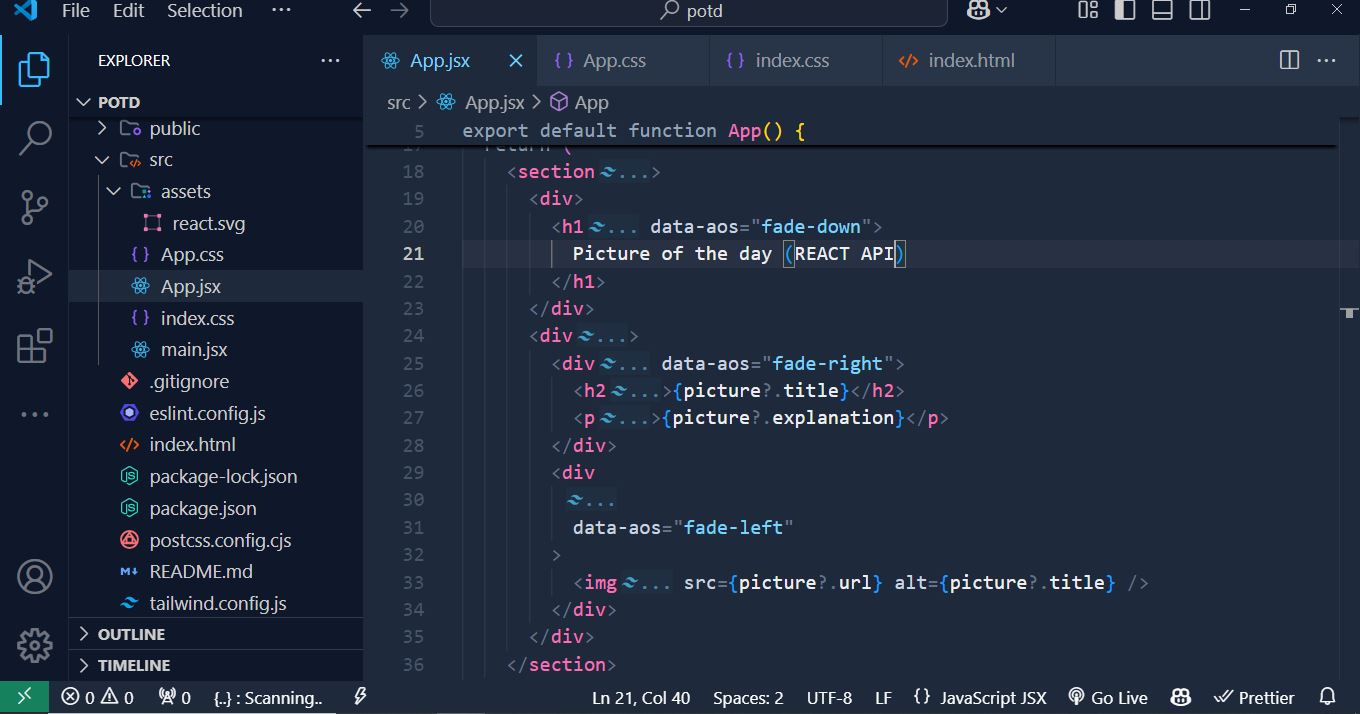 File Edit Selection ··· potd
EXPLORER ···
POTD
public
src
assets
react.svg
App.css
App.jsx
index.css
main.jsx
.gitignore
eslint.config.js
index.html
package-lock.json
package.json
postcss.config.cjs
README.md
tailwind.config.js
OUTLINE
TIMELINE
App.jsx App.css index.css index.html
src > App.jsx > App
5 export default function App() {
17 return (
18 <section ...>
19 <div>
20 <h1 ... data-aos="fade-down">
21 Picture of the day (REACT API)
22 </h1>
23 </div>
24 <div ...>
25 <div ... data-aos="fade-right">
26 <h2 ...>{picture?.title}</h2>
27 <p ...>{picture?.explanation}</p>
28 </div>
29 <div
30 ...
31 data-aos="fade-left"
32 >
33 <img ... src={picture?.url} alt={picture?.title} />
34 </div>
35 </div>
36 </section>
0 0 0 {..} : Scanning.. Ln 21, Col 40 Spaces: 2 UTF-8 LF {} JavaScript JSX Go Live Prettier